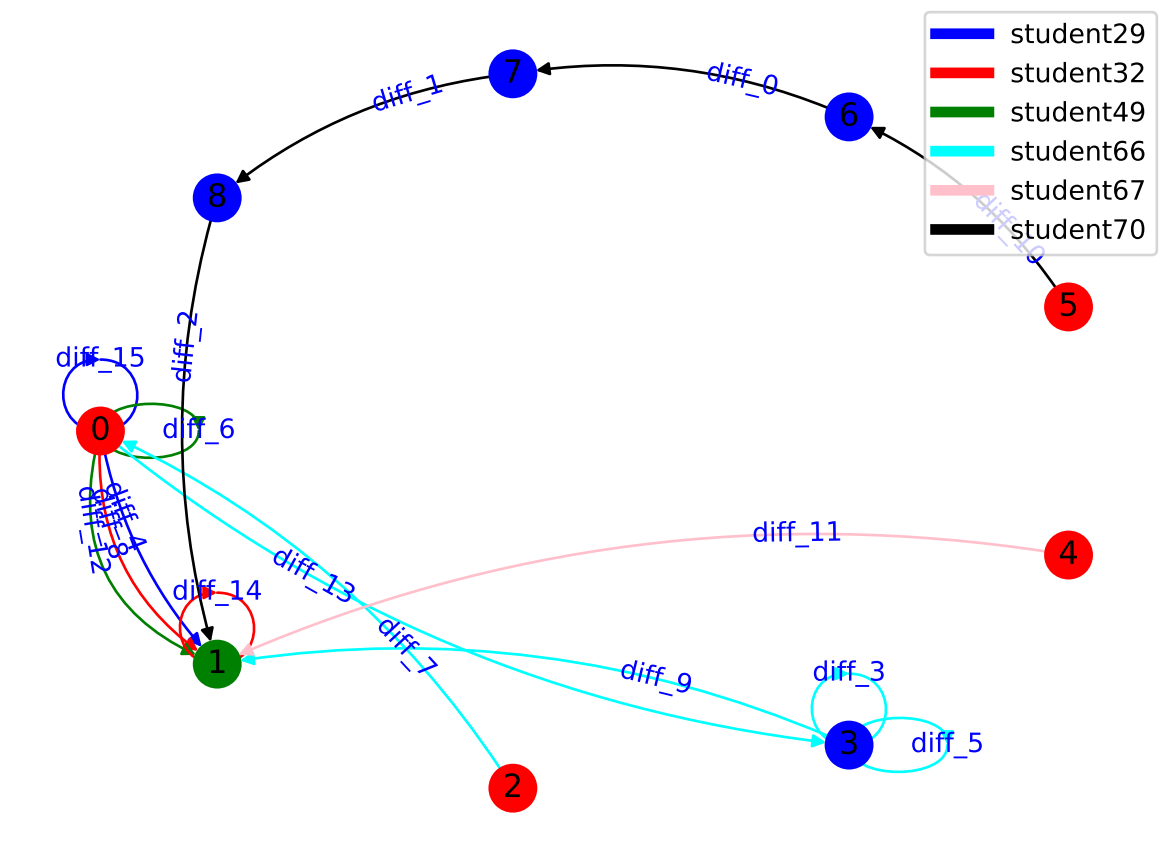 student29
student32
student49
student66
student67
student70
7
diff_0
6
diff_1
8
diff_10
5
diff_2
diff_15
0
diff_6
diff_4
diff_8
diff_12
diff_11
4
diff_13
diff_14
1
diff_7
diff_9
diff_3
3
diff_5
2